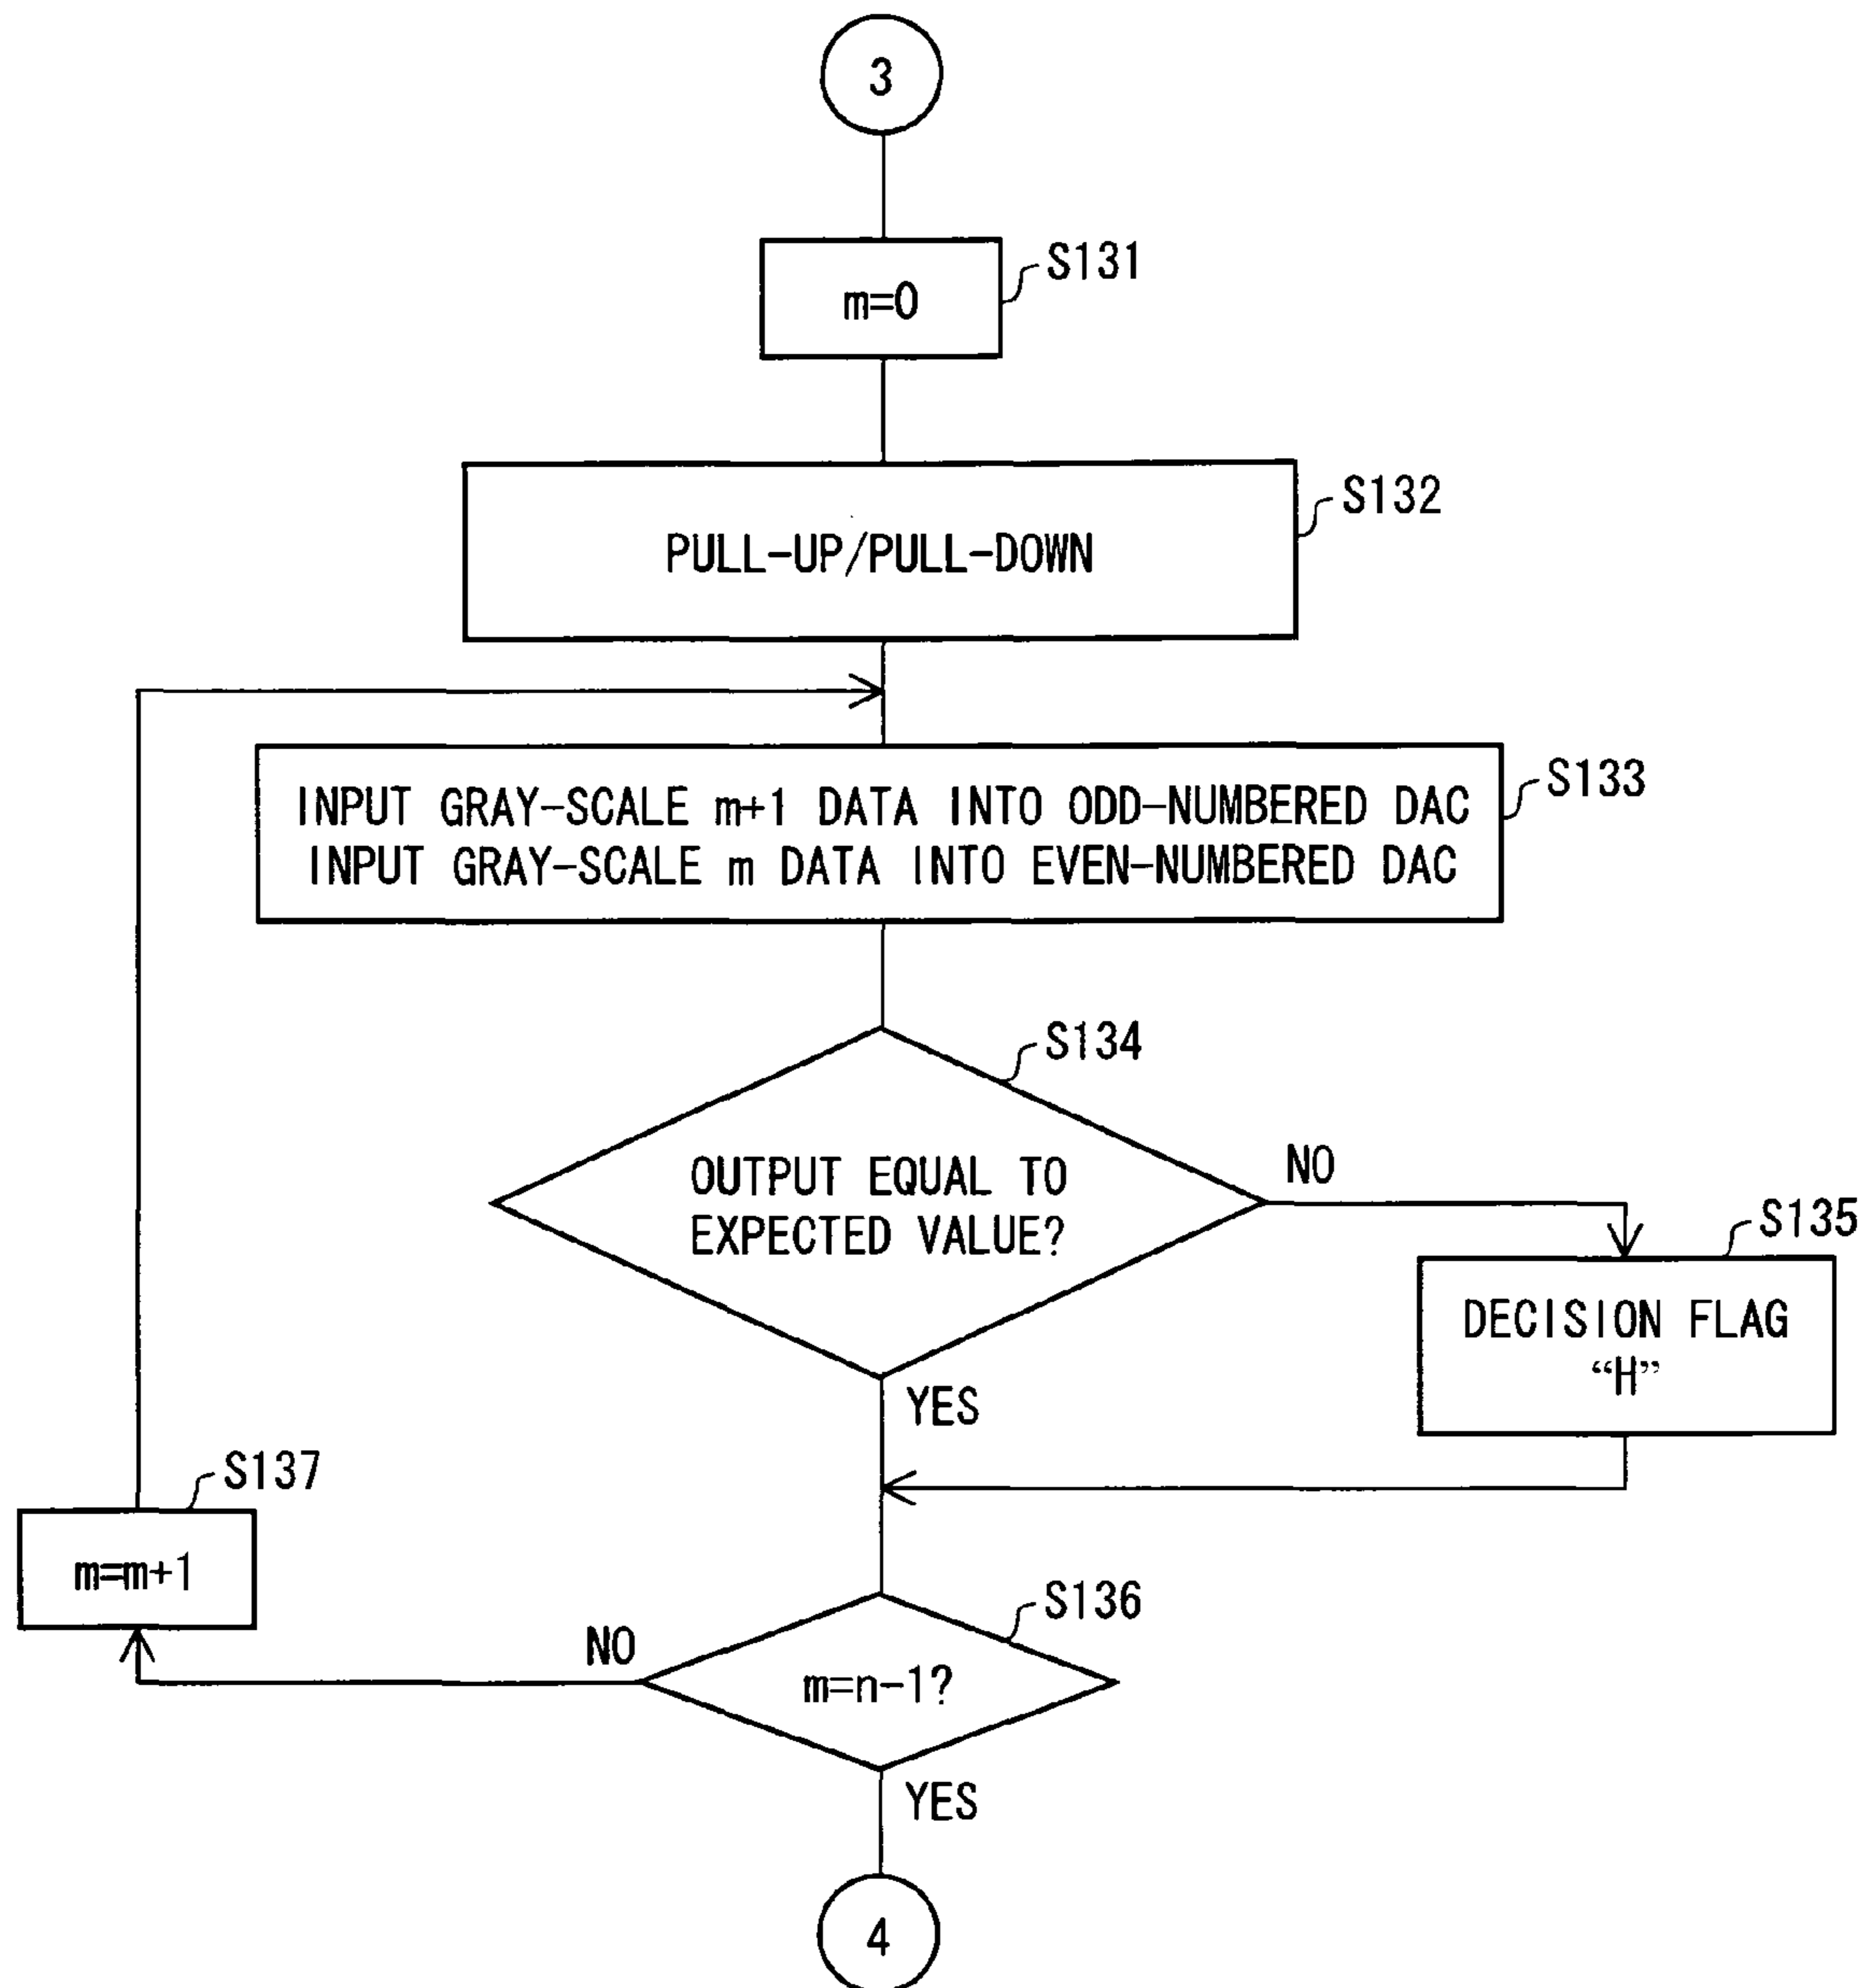 3
S131
m=0
S132
PULL-UP/PULL-DOWN
S133
INPUT GRAY-SCALE m+1 DATA INTO ODD-NUMBERED DAC
INPUT GRAY-SCALE m DATA INTO EVEN-NUMBERED DAC
S134
OUTPUT EQUAL TO
EXPECTED VALUE?
NO
S135
DECISION FLAG
“H”
YES
S137
m=m+1
S136
NO
m=n-1?
YES
4